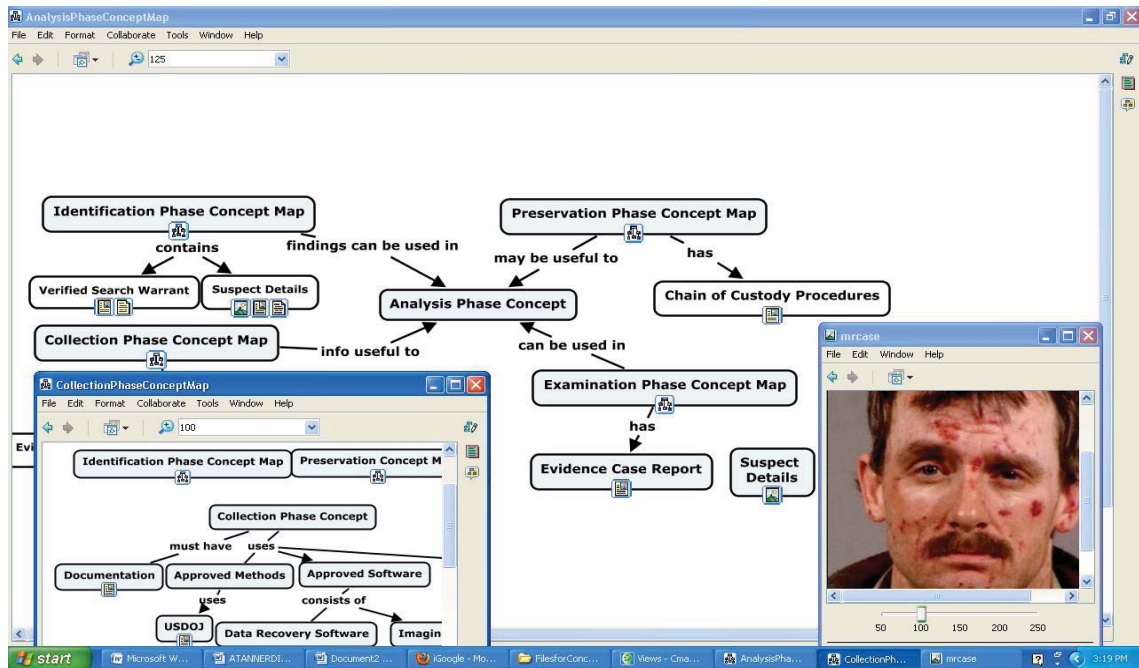 AnalysisPhaseConceptMap
File Edit Format Collaborate Tools Window Help
125
Identification Phase Concept Map
contains
findings can be used in
Verified Search Warrant
Suspect Details
Preservation Phase Concept Map
may be useful to
has
Analysis Phase Concept
Chain of Custody Procedures
Collection Phase Concept Map
info useful to
can be used in
Examination Phase Concept Map
has
Evidence Case Report
Suspect
Details
Evi
CollectionPhaseConceptMap
File Edit Format Collaborate Tools Window Help
100
Identification Phase Concept Map
Preservation Concept M
Collection Phase Concept
must have
uses
Documentation
Approved Methods
Approved Software
uses
consists of
USDOJ
Data Recovery Software
Imagin
mrcase
File Edit Window Help
50 100 150 200 250
start
Microsoft W...
ATANNERDI...
Document2 ...
iGoogle - Mo...
FilesforConc...
Views - Cma...
AnalysisPha...
CollectionPh...
mrcase
3:19 PM